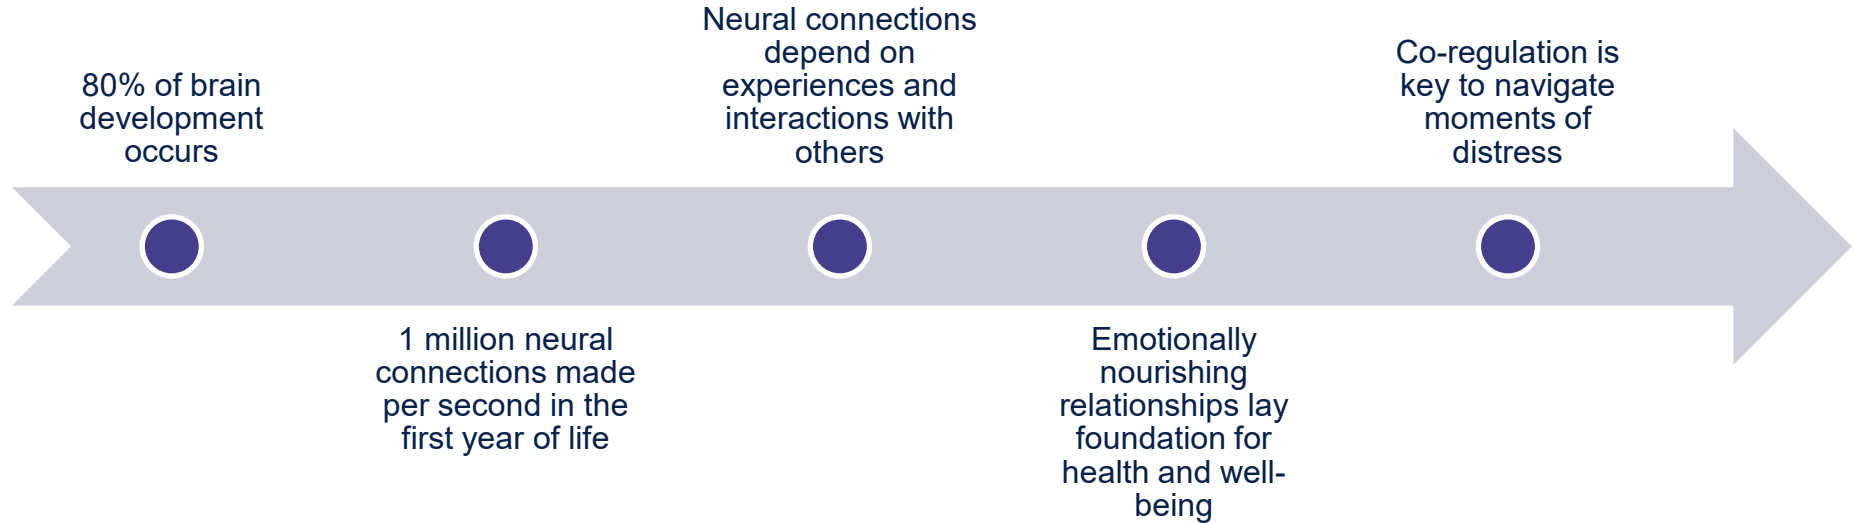 80% of brain
development
occurs
1 million neural
connections made
per second in the
first year of life
Neural connections
depend on
experiences and
interactions with
others
Emotionally
nourishing
relationships lay
foundation for
health and well-
being
Co-regulation is
key to navigate
moments of
distress